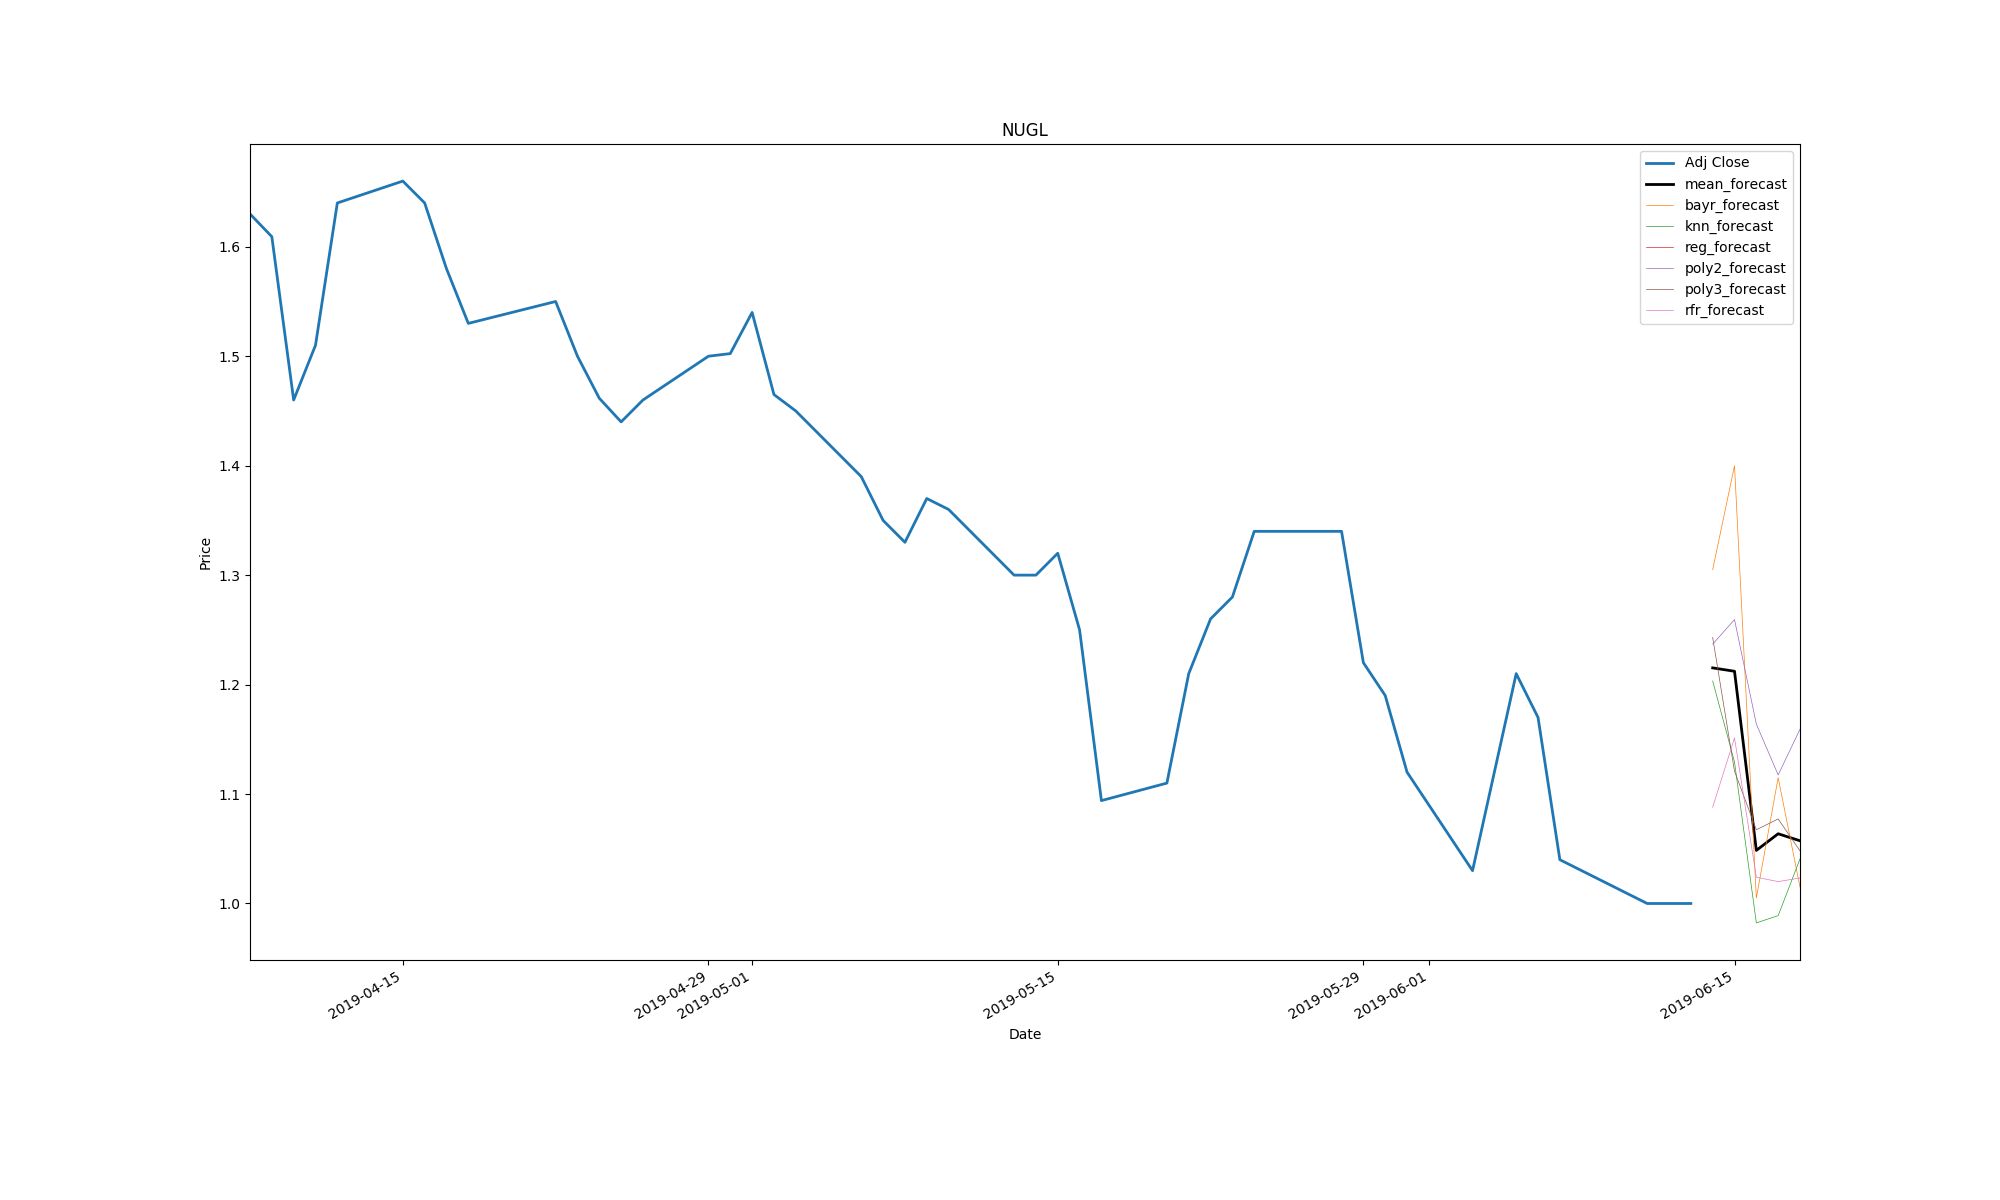 NUGL
Adj Close
mean_forecast
bayr_forecast
knn_forecast
reg_forecast
poly2_forecast
poly3_forecast
rfr_forecast
Price
1.6
1.5
1.4
1.3
1.2
1.1
1.0
2019-04-15
2019-04-29
2019-05-01
2019-05-15
2019-05-29
2019-06-01
2019-06-15
Date